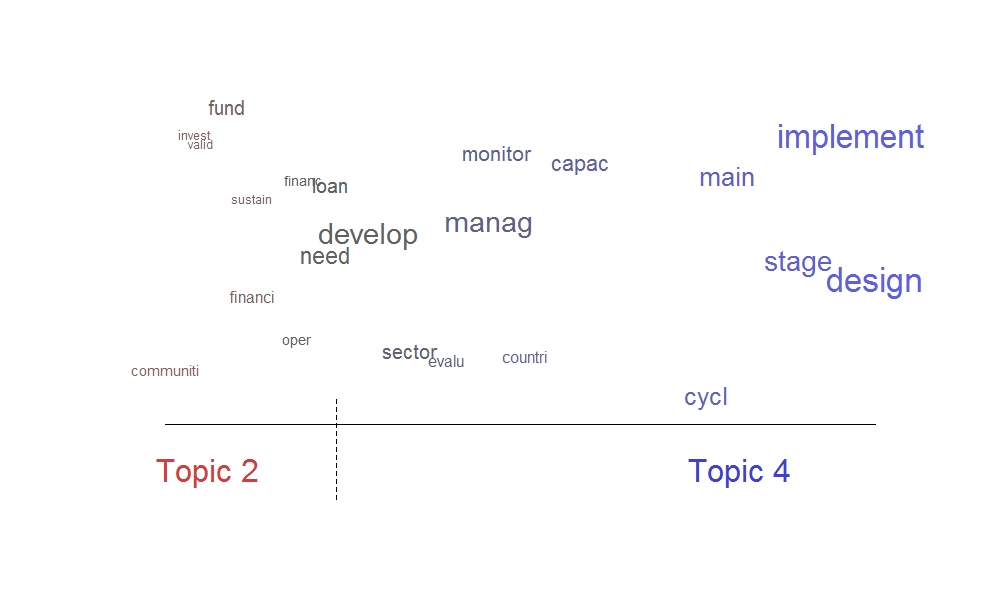 fund
implement
invest
valid
monitor
capac
main
financ
loan
sustain
manag
develop
need
stage
design
financi
oper
sector
evalu
countri
communiti
cycl
Topic 2
Topic 4